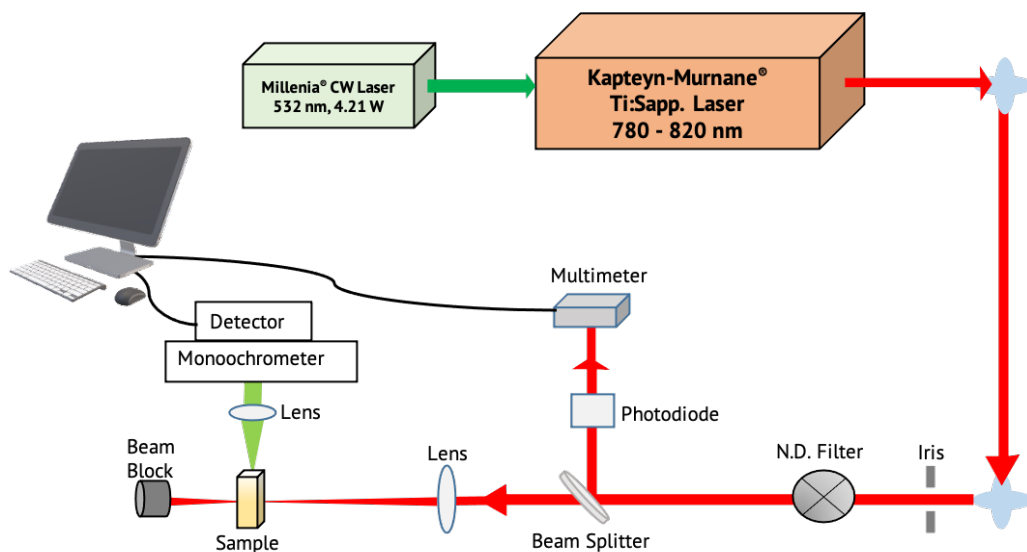 Millenia® CW Laser
532 nm, 4.21 W
Kapteyn-Murnane®
Ti:Sapp. Laser
780 - 820 nm
Multimeter
Detector
Monoochrometer
Lens
Photodiode
Beam
Block
Lens
N.D. Filter
Iris
Sample
Beam Splitter